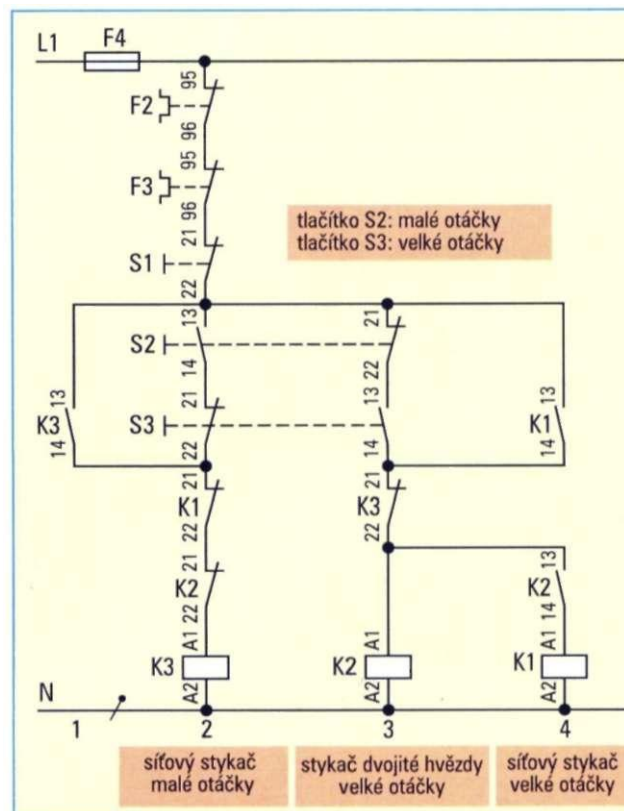 L1 F4
95
F2
96
95
F3
96
21
S1
22
tlačítko S2: malé otáčky
tlačítko S3: velké otáčky
13 21
S2
14 22
13 21 13 13
K3 S3 K1
14 22 14 14
21 21
K1 K3
22 22
21 13
K2 K2
22 14
A1 A1 A1
K3 K2 K1
A2 A2 A2
N
1 2 3 4
síťový stykač
malé otáčky
stykač dvojité hvězdy
velké otáčky
síťový stykač
velké otáčky